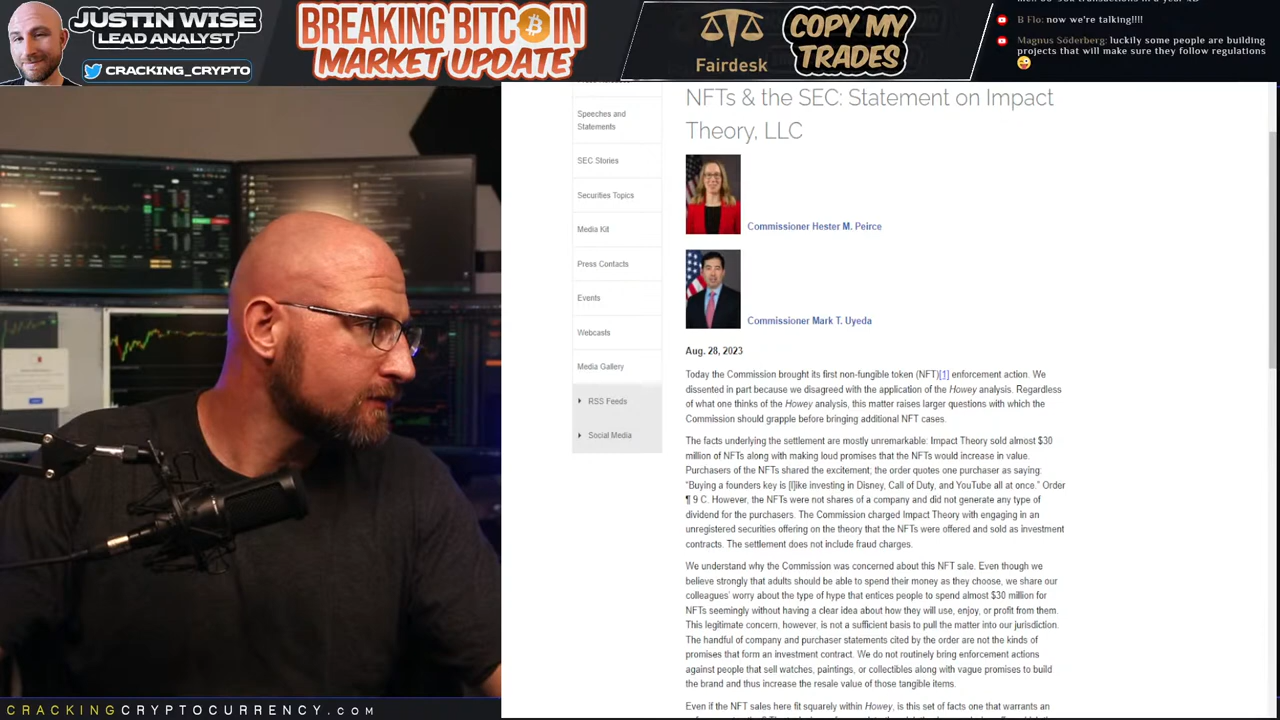 JUSTIN WISE
LEAD ANALYST
CRACKING_CRYPTO
BREAKING BITCOIN
MARKET UPDATE
Fairdesk
COPY MY
TRADES
B Flo: now we're talking!!!!
Magnus Söderberg: luckily some people are building
projects that will make sure they follow regulations
Speeches and
Statements
SEC Stories
Securities Topics
Media Kit
Press Contacts
Events
Webcasts
Media Gallery
RSS Feeds
Social Media
NFTs & the SEC: Statement on Impact
Theory, LLC
Commissioner Hester M. Peirce
Commissioner Mark T. Uyeda
Aug. 28, 2023
Today the Commission brought its first non-fungible token (NFT)[1] enforcement action. We
dissented in part because we disagreed with the application of the Howey analysis. Regardless
of what one thinks of the Howey analysis, this matter raises larger questions with which the
Commission should grapple before bringing additional NFT cases.
The facts underlying the settlement are mostly unremarkable: Impact Theory sold almost $30
million of NFTs along with making loud promises that the NFTs would increase in value.
Purchasers of the NFTs shared the excitement; the order quotes one purchaser as saying:
“Buying a founders key is [l]ike investing in Disney, Call of Duty, and YouTube all at once.” Order
¶ 9 C. However, the NFTs were not shares of a company and did not generate any type of
dividend for the purchasers. The Commission charged Impact Theory with engaging in an
unregistered securities offering on the theory that the NFTs were offered and sold as investment
contracts. The settlement does not include fraud charges.
We understand why the Commission was concerned about this NFT sale. Even though we
believe strongly that adults should be able to spend their money as they choose, we share our
colleagues’ worry about the type of hype that entices people to spend almost $30 million for
NFTs seemingly without having a clear idea about how they will use, enjoy, or profit from them.
This legitimate concern, however, is not a sufficient basis to pull the matter into our jurisdiction.
The handful of company and purchaser statements cited by the order are not the kinds of
promises that form an investment contract. We do not routinely bring enforcement actions
against people that sell watches, paintings, or collectibles along with vague promises to build
the brand and thus increase the resale value of those tangible items.
Even if the NFT sales here fit squarely within Howey, is this set of facts one that warrants an
CRACKINGCRYPTOCURRENCY.COM